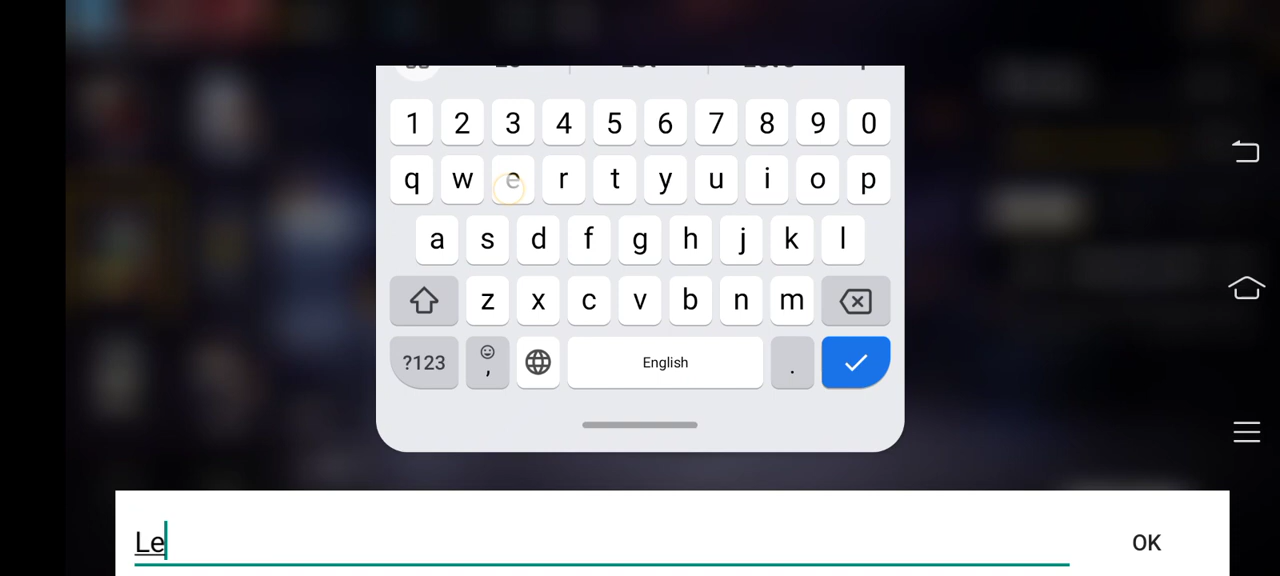 1 2 3 4 5 6 7 8 9 0
q w e r t y u i o p
a s d f g h j k l
z x c v b n m
?123 , English .
Le OK